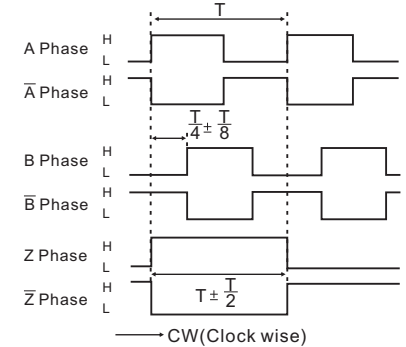 T
A Phase H
L
A̅ Phase H
L
T/4 ± T/8
B Phase H
L
B̅ Phase H
L
Z Phase H
L
Z̅ Phase H
L
T ± T/2
CW(Clock wise)